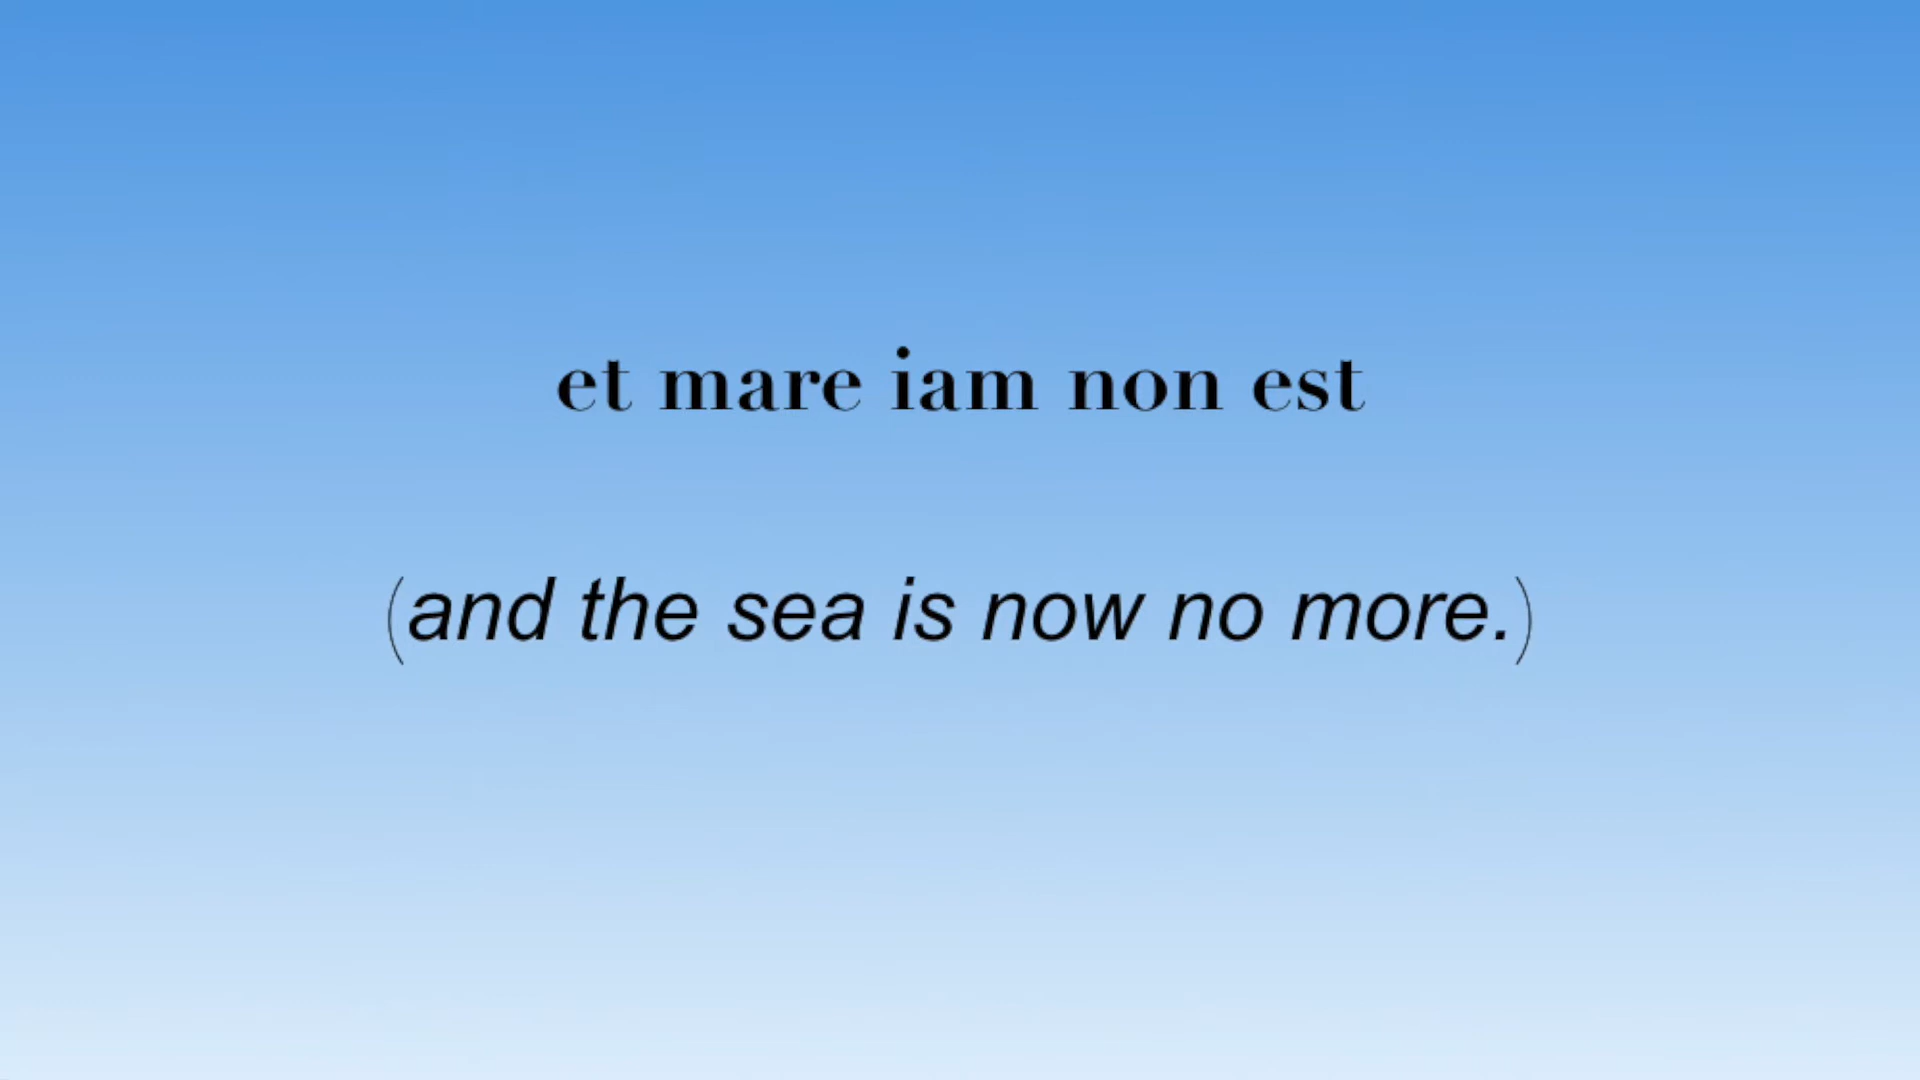 et mare iam non est
(and the sea is now no more.)